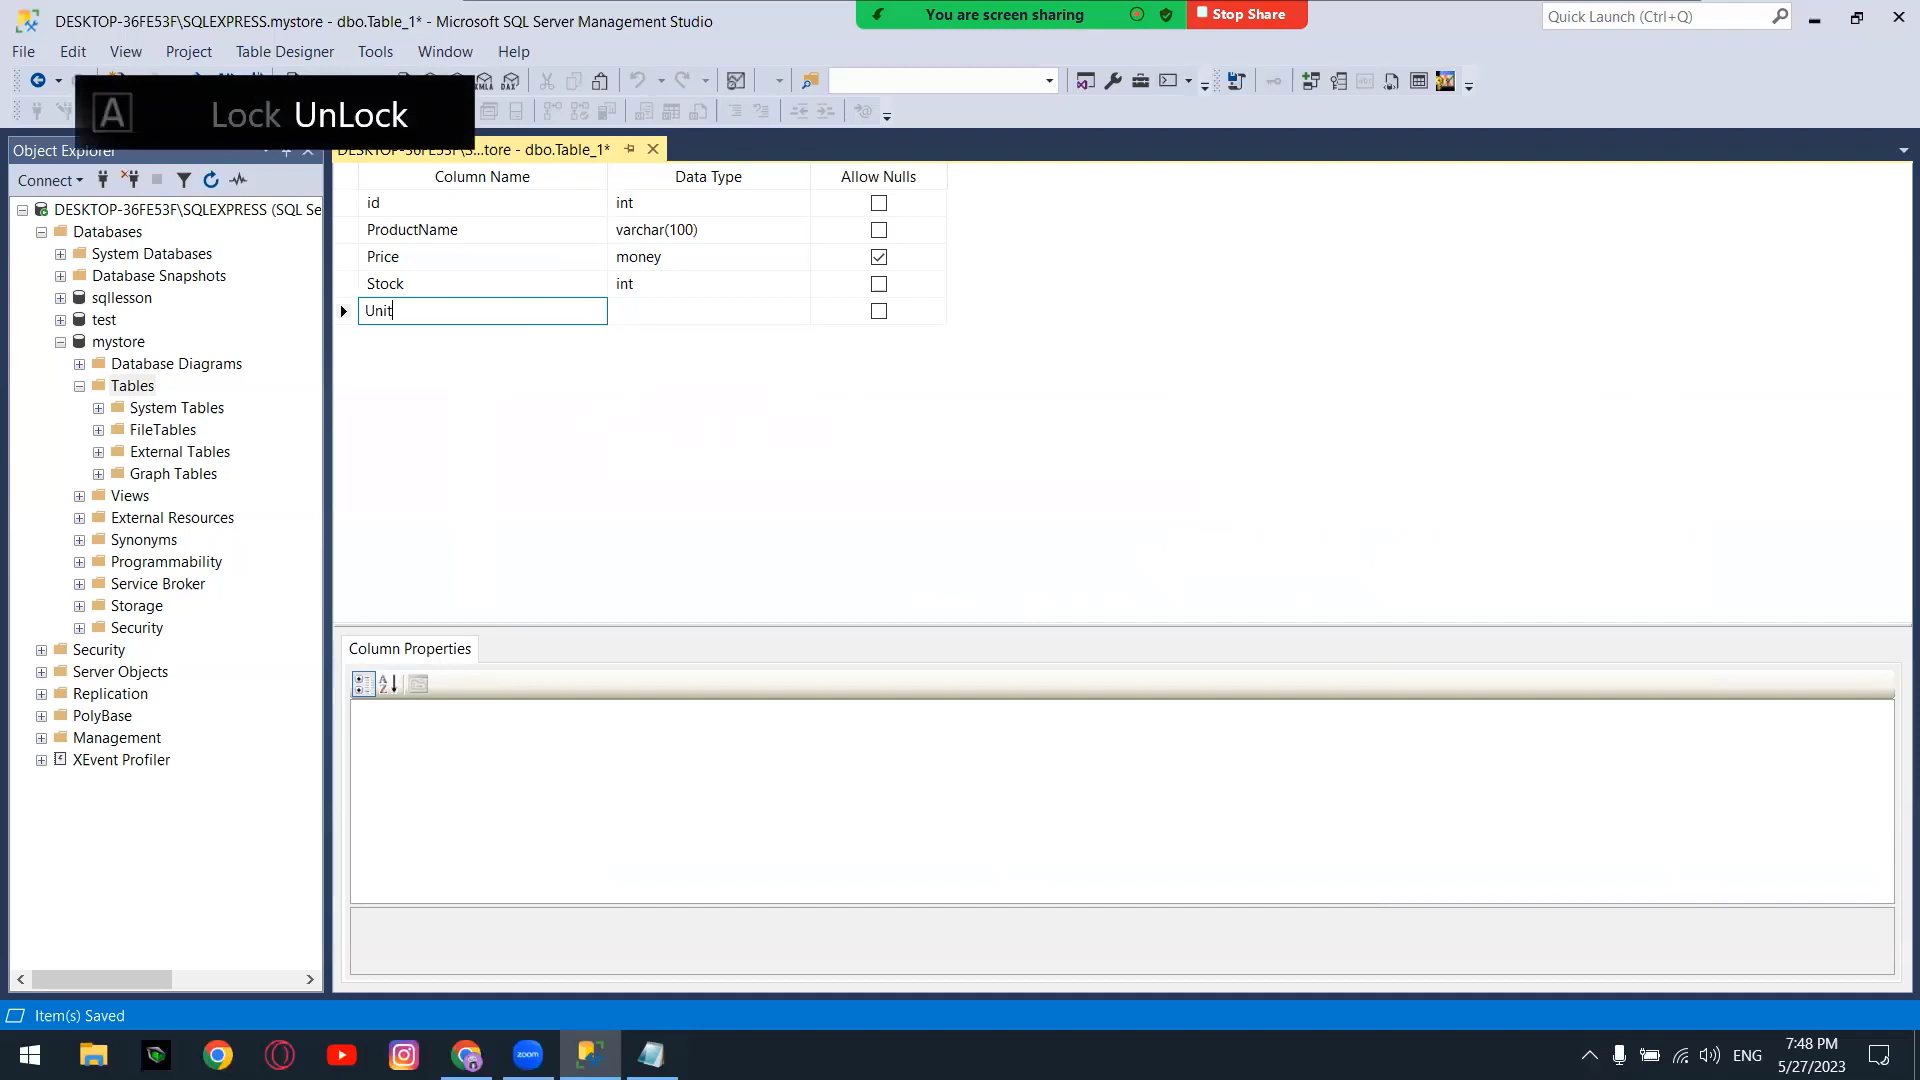 DESKTOP-36FE53F\SQLEXPRESS.mystore - dbo.Table_1* - Microsoft SQL Server Management Studio
You are screen sharing
Stop Share
Quick Launch (Ctrl+Q)
File Edit View Project Table Designer Tools Window Help
A Lock UnLock
Object Explorer
tore - dbo.Table_1*
Connect
DESKTOP-36FE53F\SQLEXPRESS (SQL Se
Databases
System Databases
Database Snapshots
sqllesson
test
mystore
Database Diagrams
Tables
System Tables
FileTables
External Tables
Graph Tables
Views
External Resources
Synonyms
Programmability
Service Broker
Storage
Security
Security
Server Objects
Replication
PolyBase
Management
XEvent Profiler
Column Name Data Type Allow Nulls
id int
ProductName varchar(100)
Price money
Stock int
Unit
Column Properties
Item(s) Saved
zoom
ENG
7:48 PM
5/27/2023